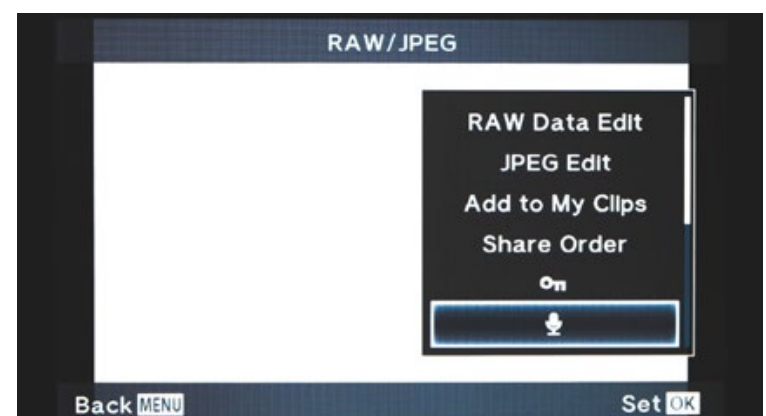 RAW/JPEG
RAW Data Edit
JPEG Edit
Add to My Clips
Share Order
Back MENU
Set OK